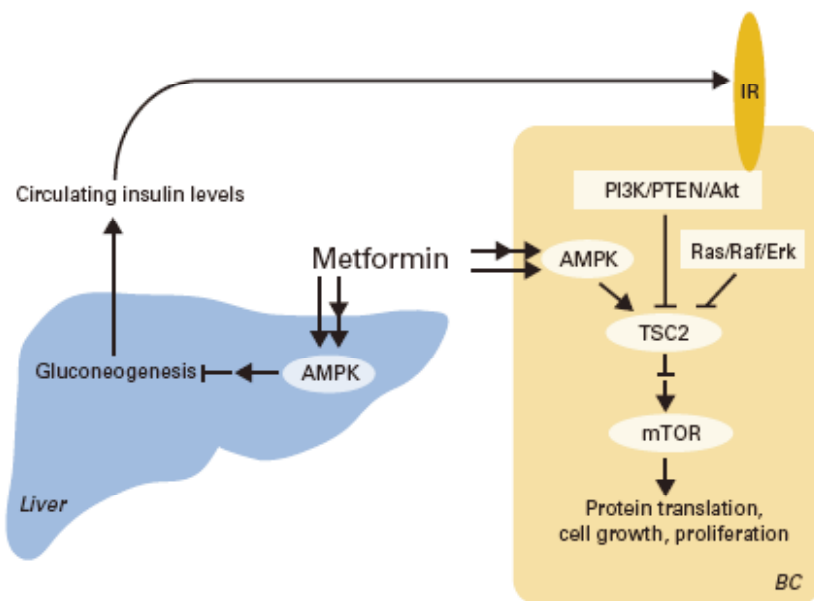 IR
PI3K/PTEN/Akt
Circulating insulin levels
Metformin
AMPK
Ras/Raf/Erk
TSC2
Gluconeogenesis
AMPK
mTOR
Liver
Protein translation,
cell growth, proliferation
BC